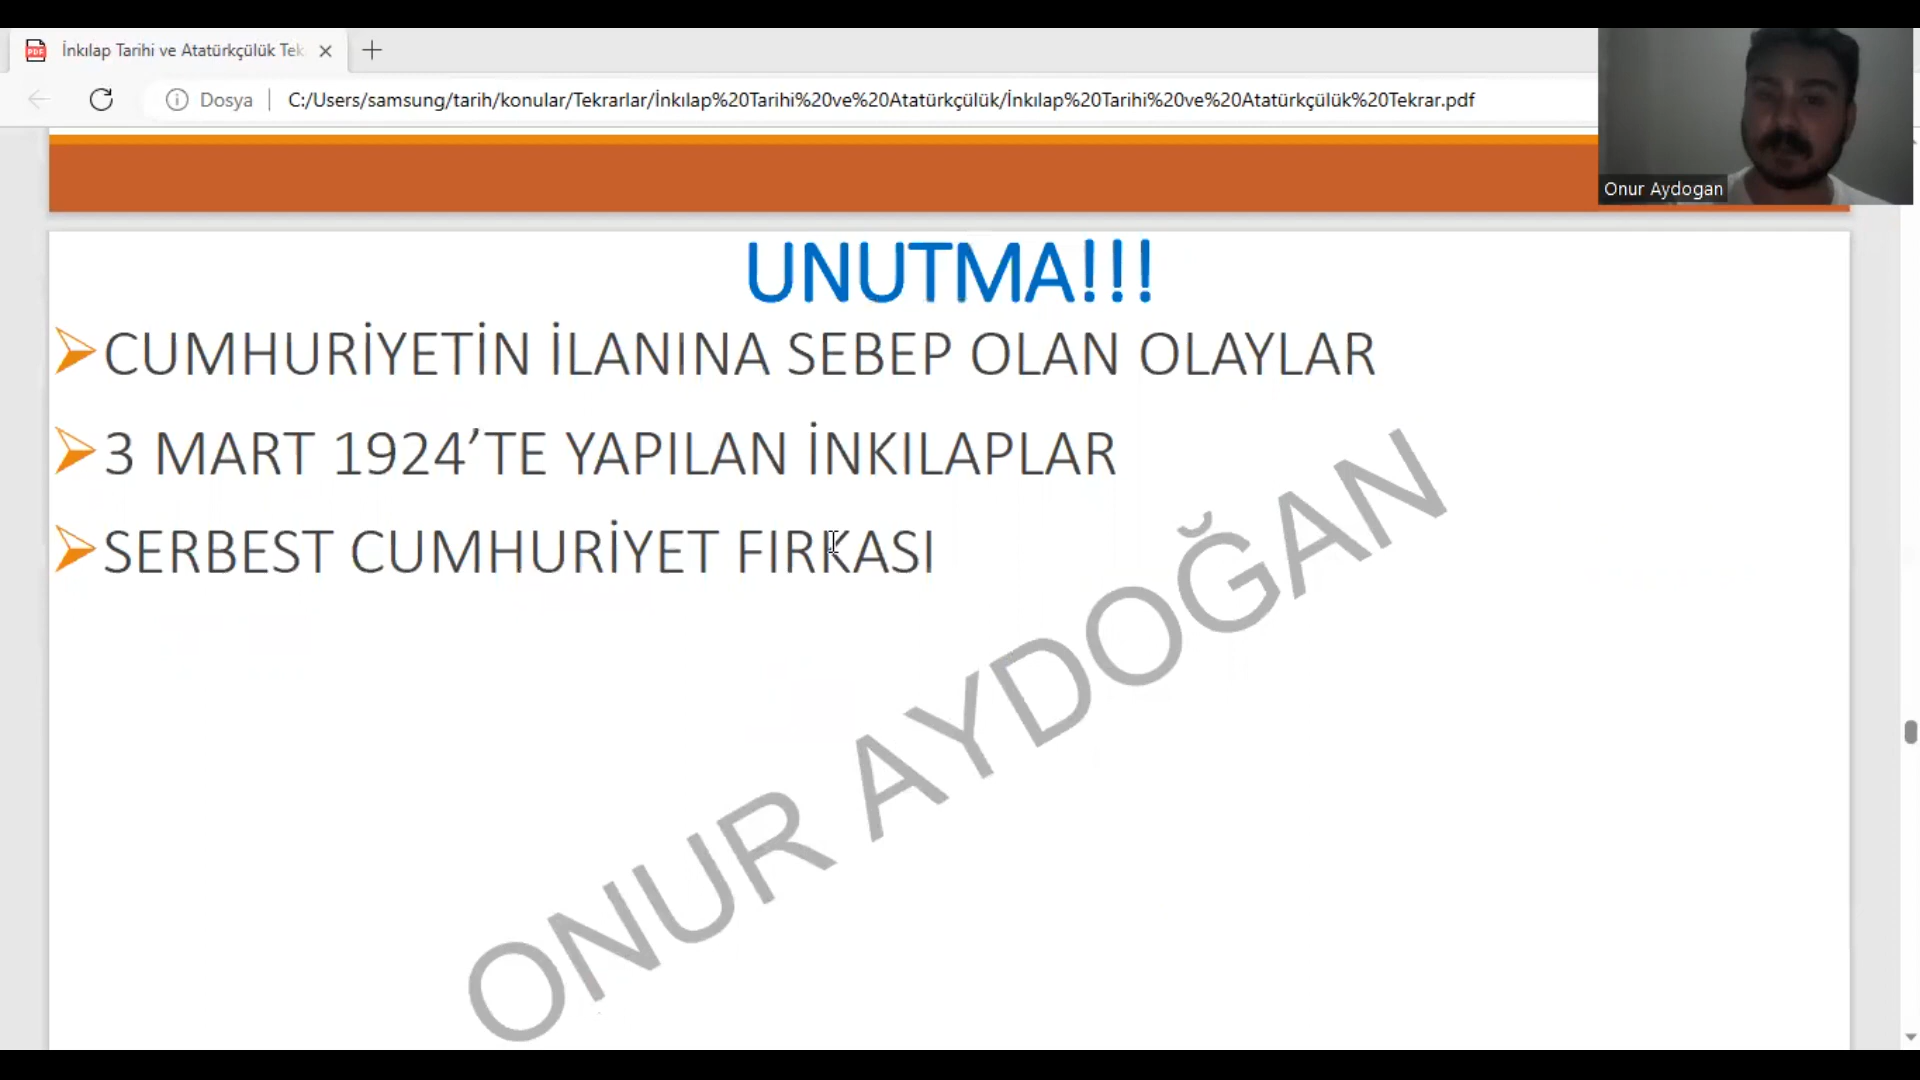 İnkılap Tarihi ve Atatürkçülük Tek
Dosya
C:/Users/samsung/tarih/konular/Tekrarlar/İnkılap%20Tarihi%20ve%20Atatürkçülük/İnkılap%20Tarihi%20ve%20Atatürkçülük%20Tekrar.pdf
Onur Aydogan
UNUTMA!!!
CUMHURİYETİN İLANINA SEBEP OLAN OLAYLAR
3 MART 1924’TE YAPILAN İNKILAPLAR
SERBEST CUMHURİYET FIRKASI
ONUR AYDOĞAN